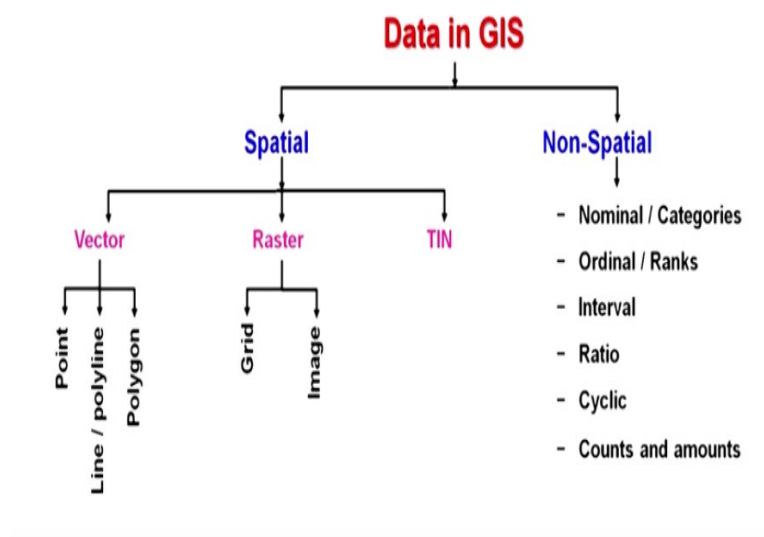 Data in GIS
Spatial
Non-Spatial
Vector
Raster
TIN
Point
Line / polyline
Polygon
Grid
Image
- Nominal / Categories
- Ordinal / Ranks
- Interval
- Ratio
- Cyclic
- Counts and amounts